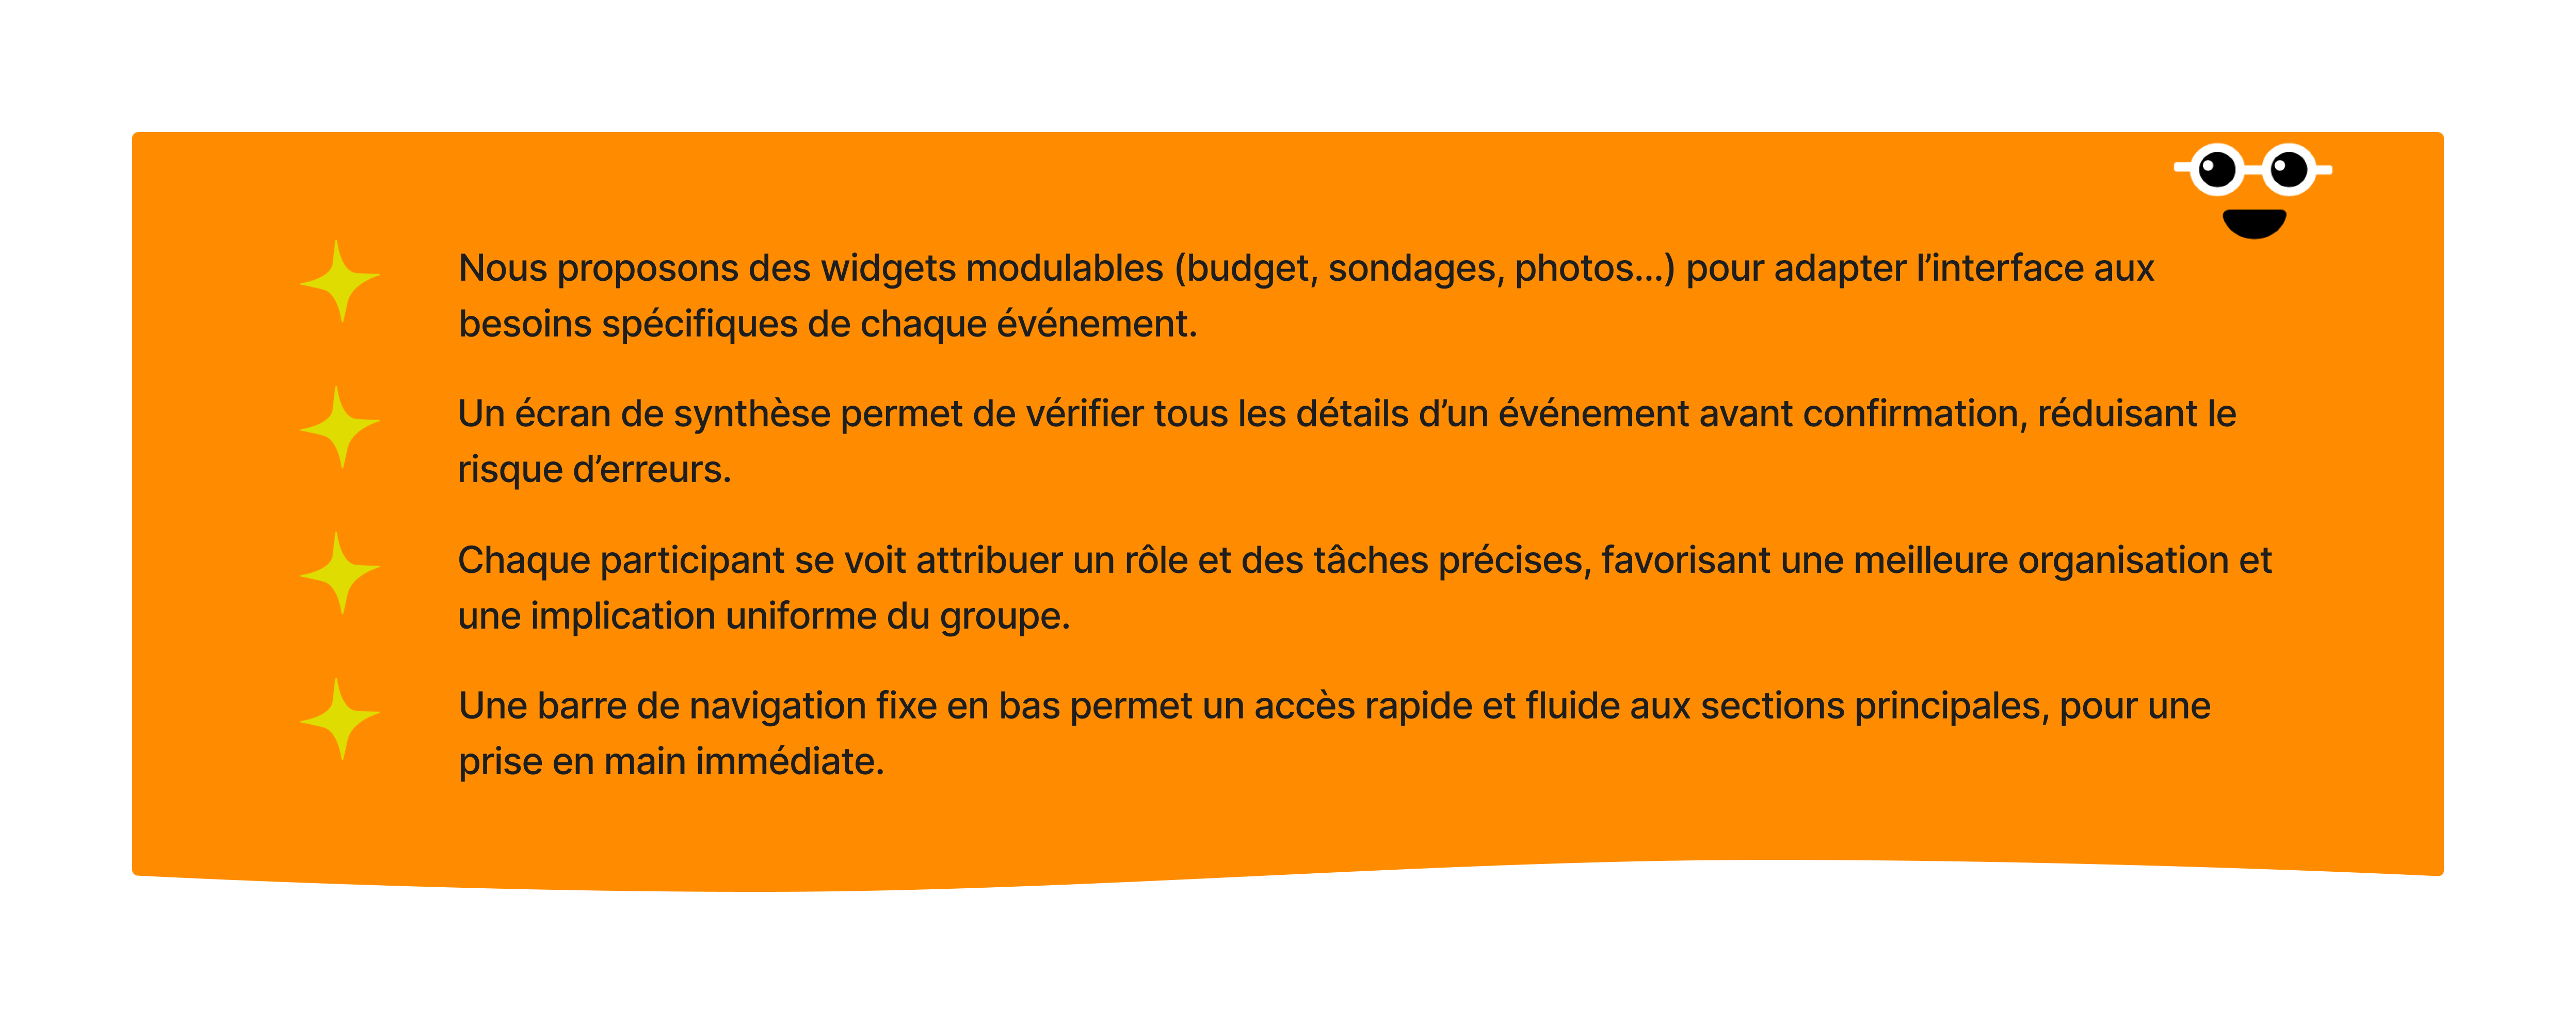 Nous proposons des widgets modulables (budget, sondages, photos...) pour adapter l’interface aux
besoins spécifiques de chaque événement.
Un écran de synthèse permet de vérifier tous les détails d’un événement avant confirmation, réduisant le
risque d’erreurs.
Chaque participant se voit attribuer un rôle et des tâches précises, favorisant une meilleure organisation et
une implication uniforme du groupe.
Une barre de navigation fixe en bas permet un accès rapide et fluide aux sections principales, pour une
prise en main immédiate.